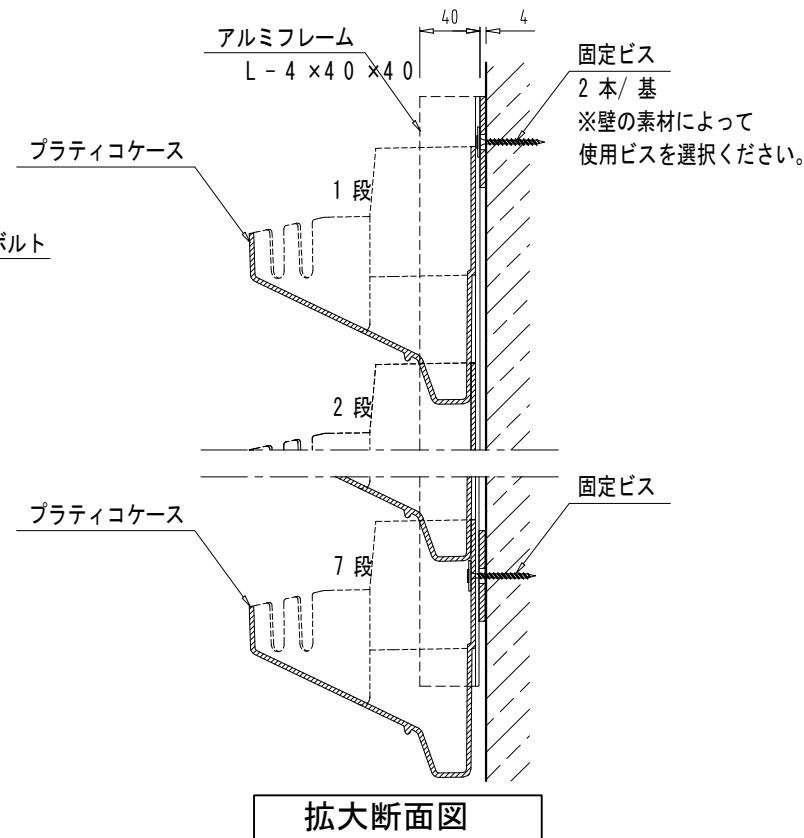 40
4
アルミフレーム
L-4×40×40
固定ビス
2本/基
※壁の素材によって
使用ビスを選択ください。
プラティコケース
1段
ボルト
2段
固定ビス
プラティコケース
7段
拡大断面図